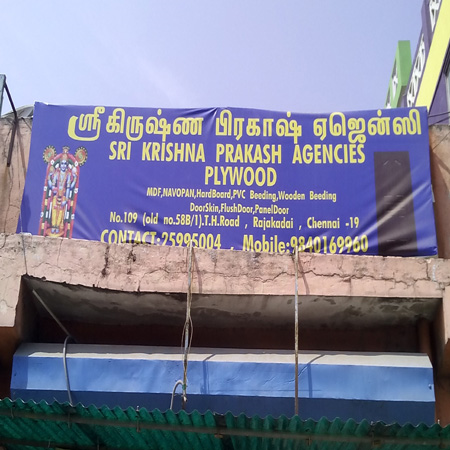 ஸ்ரீ கிருஷ்ண பிரகாஷ் ஏஜென்ஸி
SRI KRISHNA PRAKASH AGENCIES
PLYWOOD
MDF,NAVOPAN,HardBoard,PVC Beeding,Wooden Beeding
DoorSkin,FlushDoor,PanelDoor
No.109 (old no.58B/1).T.H.Road , Rajakadai , Chennai -19
CONTACT:25995004 , Mobile:9840169960